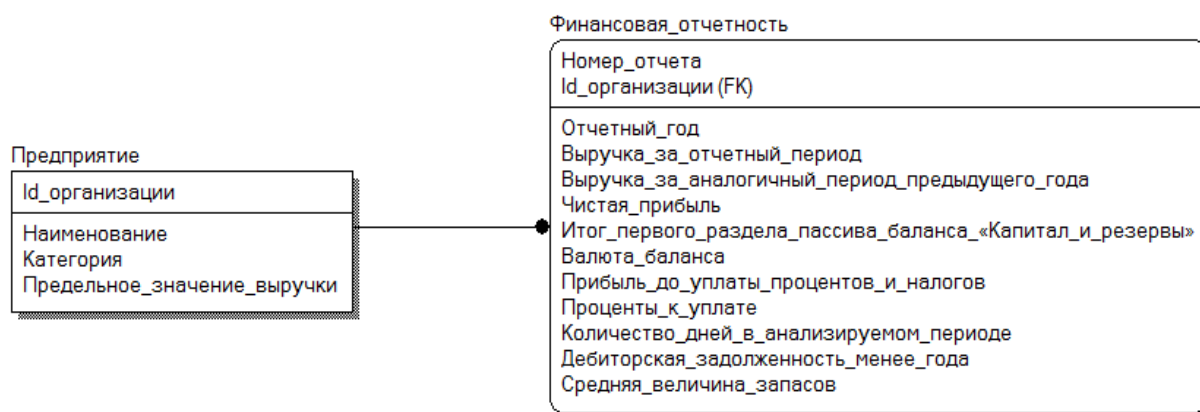 Предприятие
Id_организации
Наименование
Категория
Предельное_значение_выручки
Финансовая_отчетность
Номер_отчета
Id_организации (FK)
Отчетный_год
Выручка_за_отчетный_период
Выручка_за_аналогичный_период_предыдущего_года
Чистая_прибыль
Итог_первого_раздела_пассива_баланса_«Капитал_и_резервы»
Валюта_баланса
Прибыль_до_уплаты_процентов_и_налогов
Проценты_к_уплате
Количество_дней_в_анализируемом_периоде
Дебиторская_задолженность_менее_года
Средняя_величина_запасов